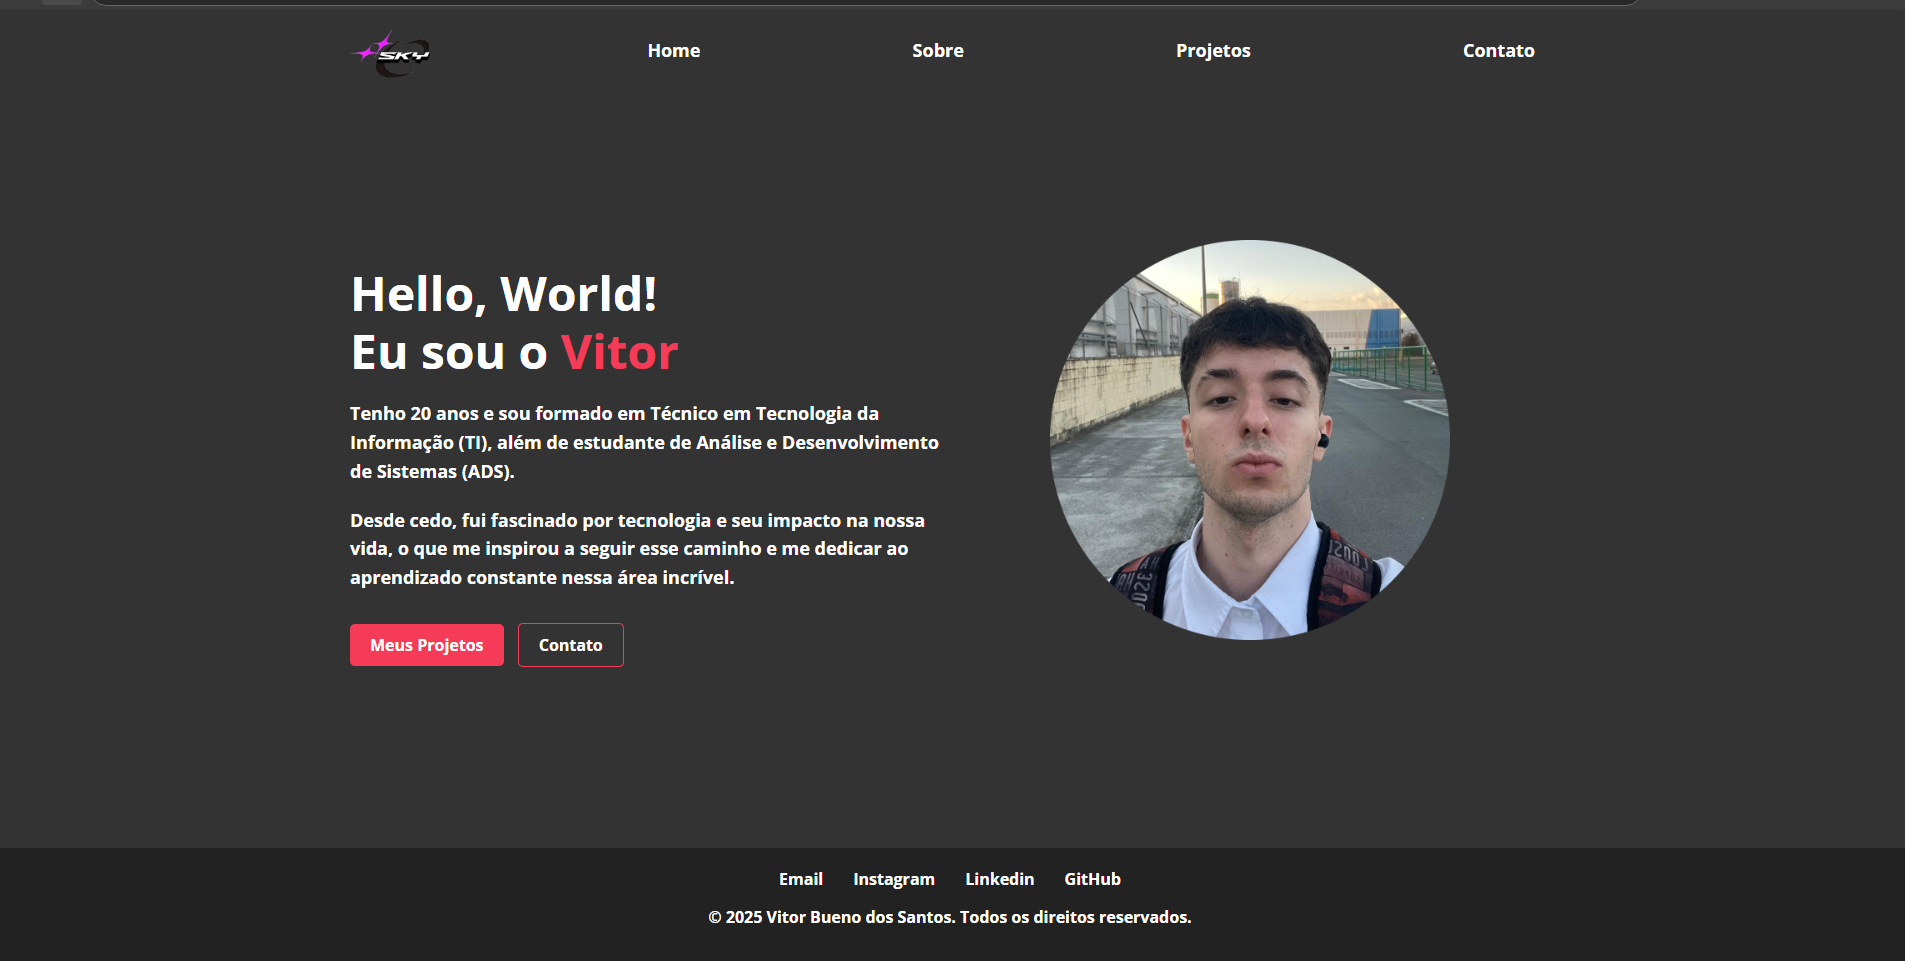 SKY
Home
Sobre
Projetos
Contato
Hello, World!
Eu sou o Vitor
Tenho 20 anos e sou formado em Técnico em Tecnologia da
Informação (TI), além de estudante de Análise e Desenvolvimento
de Sistemas (ADS).
Desde cedo, fui fascinado por tecnologia e seu impacto na nossa
vida, o que me inspirou a seguir esse caminho e me dedicar ao
aprendizado constante nessa área incrível.
Meus Projetos
Contato
Email
Instagram
Linkedin
GitHub
© 2025 Vitor Bueno dos Santos. Todos os direitos reservados.